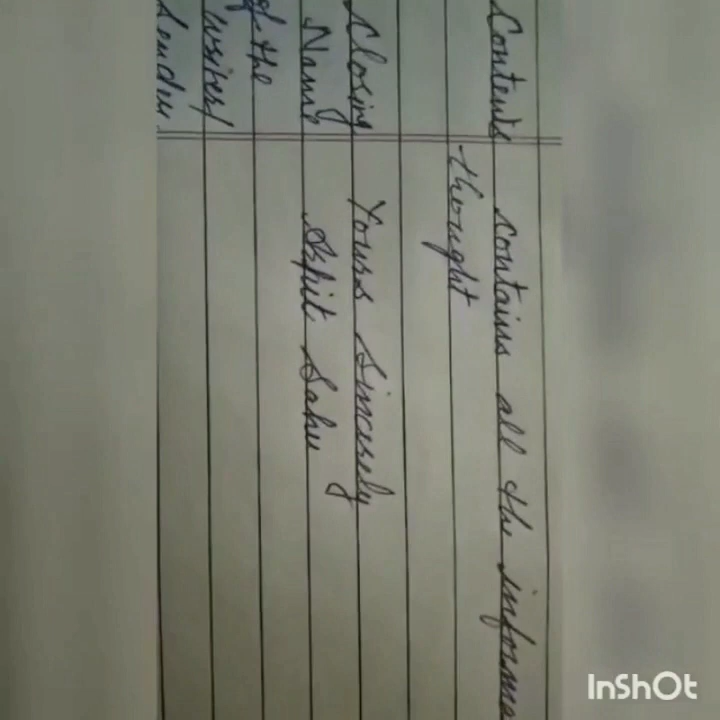 Contents contains all the informa
thought
Closing Yours Sincerely
Name Arpit Sahu
of the
writer/
Sender
InShOt